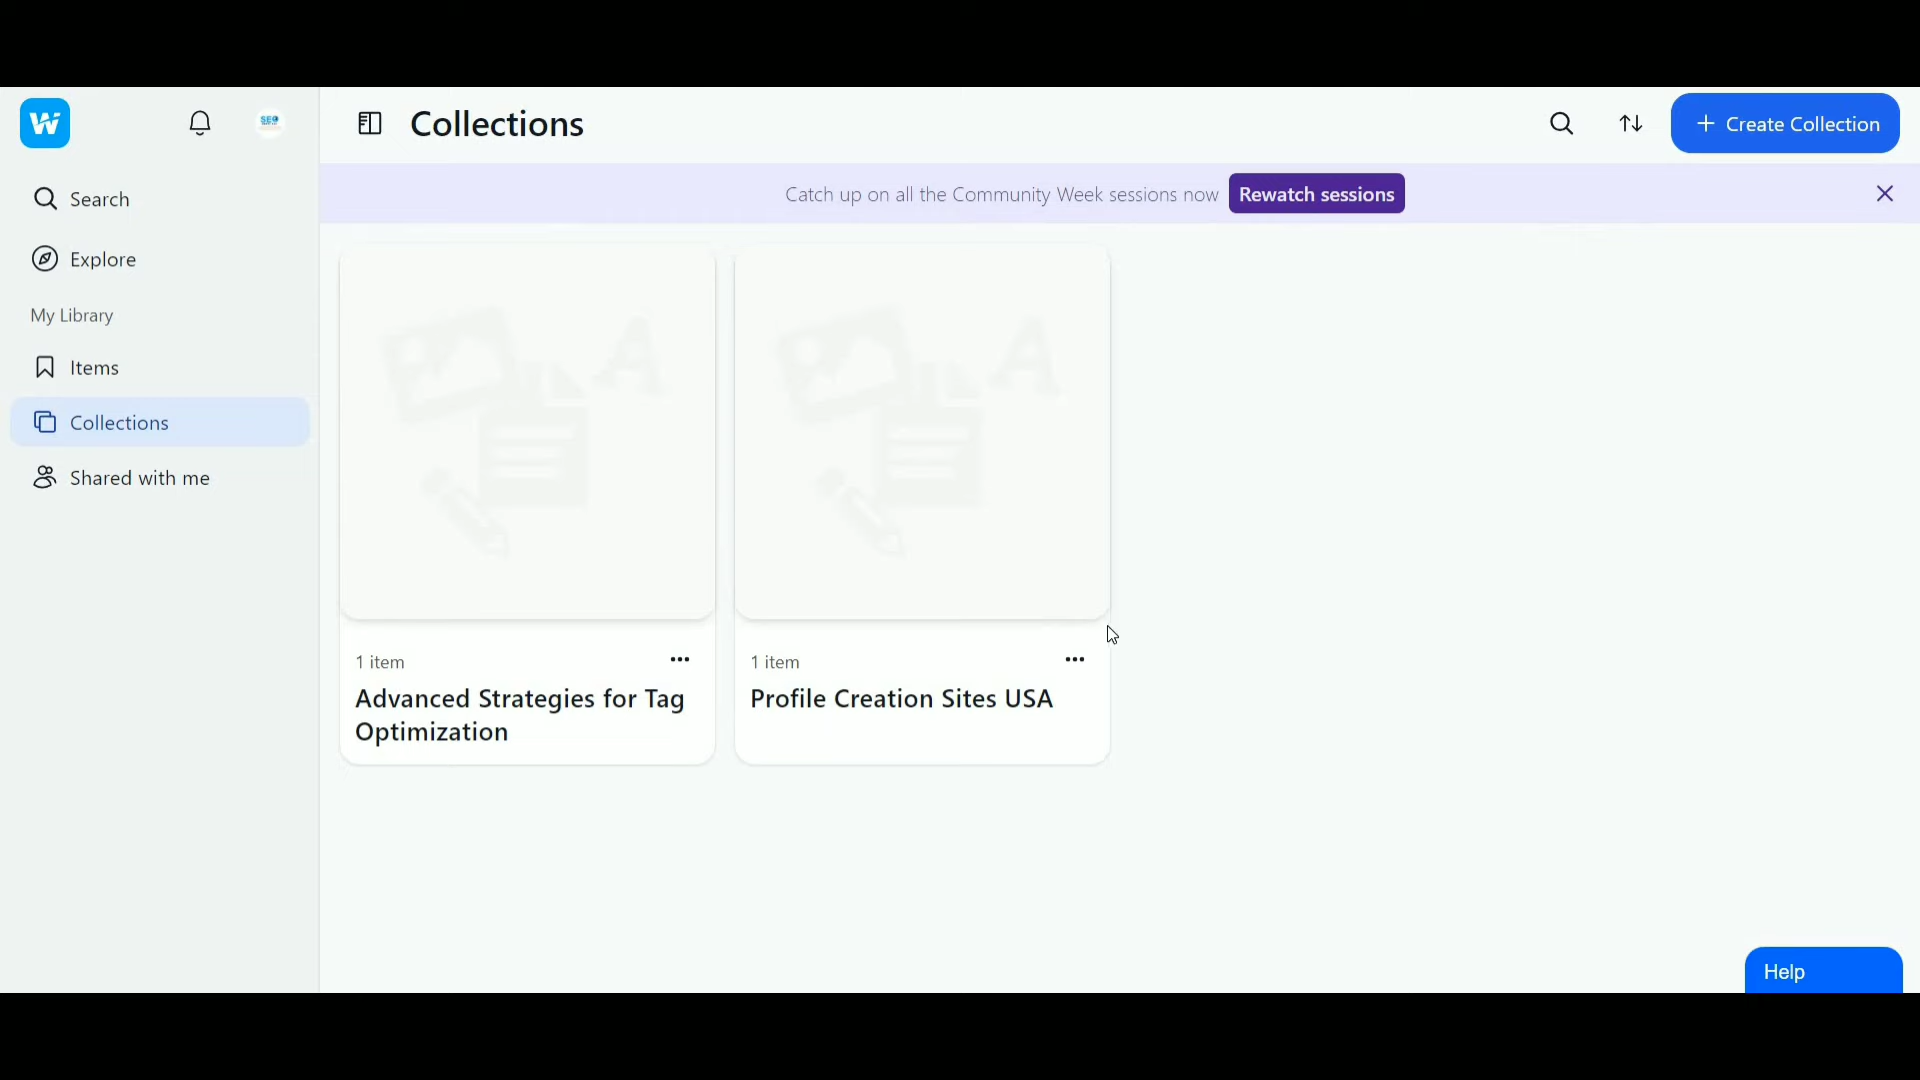 W
SEO
Collections
+ Create Collection
Catch up on all the Community Week sessions now
Rewatch sessions
Search
Explore
My Library
Items
Collections
Shared with me
A
A
1 item
Advanced Strategies for Tag
Optimization
1 item
Profile Creation Sites USA
Help